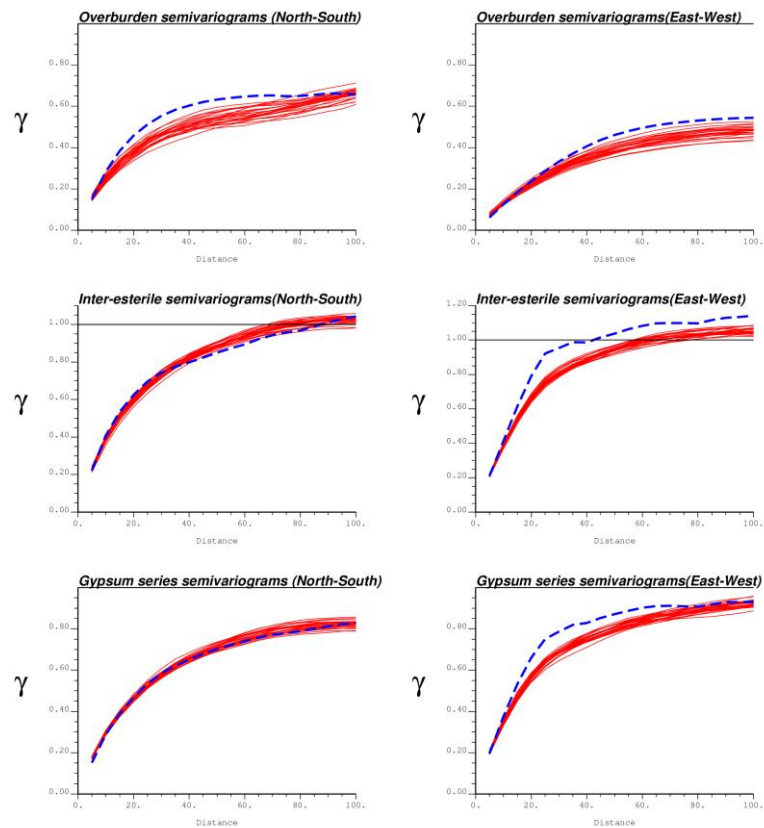 Overburden semivariograms (North-South)
γ
0.80
0.60
0.40
0.20
0.00
0. 20. 40. 60. 80. 100.
Distance
Overburden semivariograms(East-West)
γ
0.80
0.60
0.40
0.20
0.00
0. 20. 40. 60. 80. 100.
Distance
Inter-esterile semivariograms(North-South)
γ
1.00
0.80
0.60
0.40
0.20
0.00
0. 20. 40. 60. 80. 100.
Distance
Inter-esterile semivariograms(East-West)
γ
1.20
1.00
0.80
0.60
0.40
0.20
0.00
0. 20. 40. 60. 80. 100.
Distance
Gypsum series semivariograms (North-South)
γ
0.80
0.60
0.40
0.20
0.00
0. 20. 40. 60. 80. 100.
Distance
Gypsum series semivariograms(East-West)
γ
0.80
0.60
0.40
0.20
0.00
0. 20. 40. 60. 80. 100.
Distance